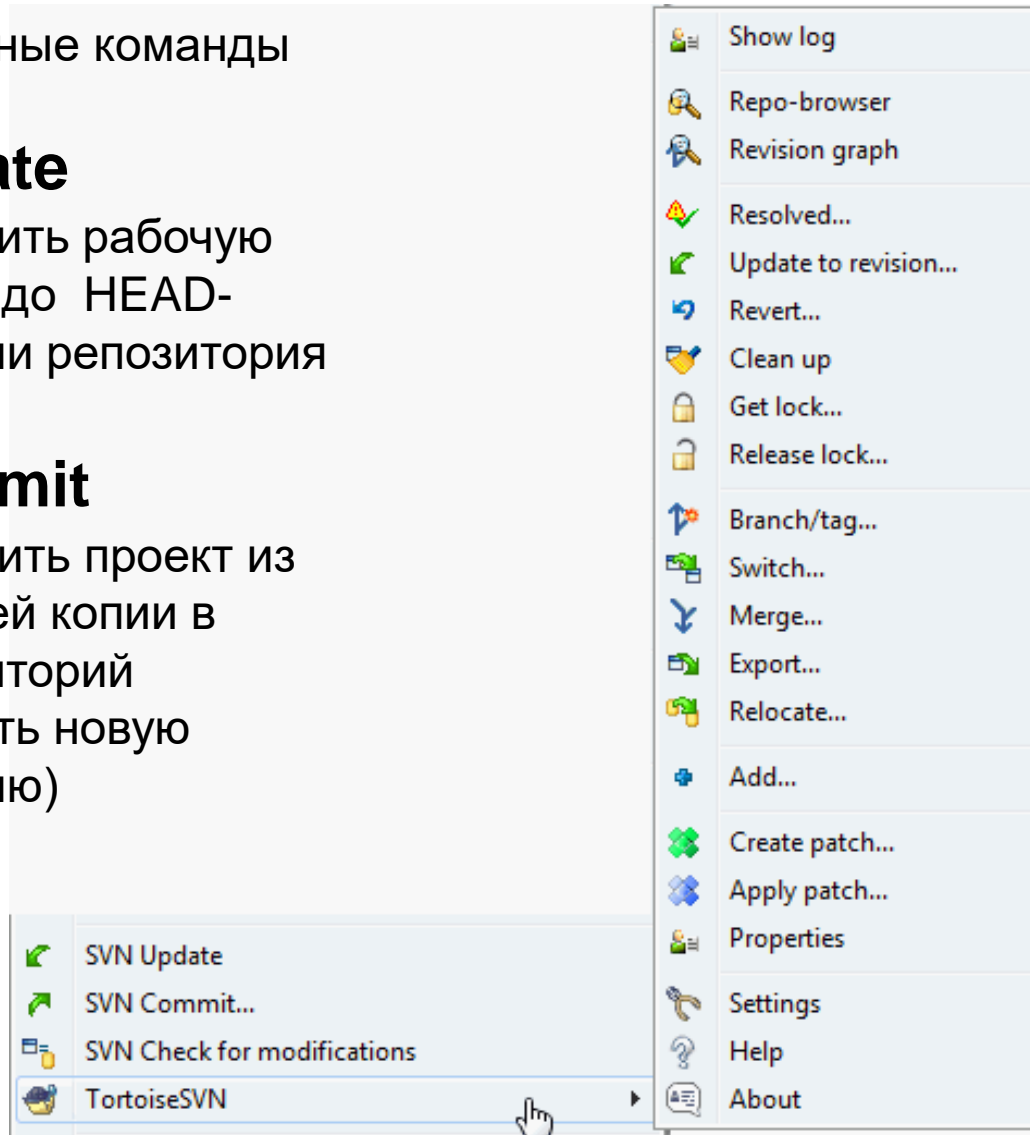 ные команды
ate
ить рабочую
до HEAD-
ии репозитория
mit
ить проект из
ей копии в
иторий
ть новую
ию)
SVN Update
SVN Commit...
SVN Check for modifications
TortoiseSVN
Show log
Repo-browser
Revision graph
Resolved...
Update to revision...
Revert...
Clean up
Get lock...
Release lock...
Branch/tag...
Switch...
Merge...
Export...
Relocate...
Add...
Create patch...
Apply patch...
Properties
Settings
Help
About